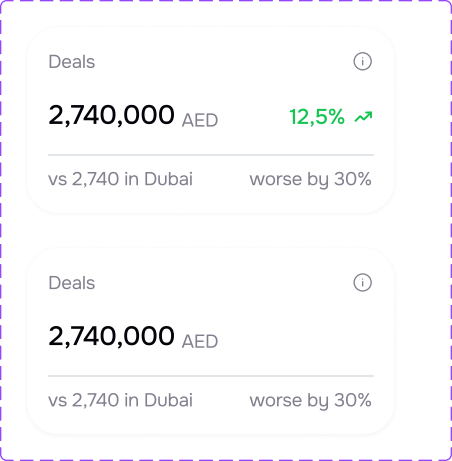 Deals
2,740,000 AED 12,5%
vs 2,740 in Dubai worse by 30%
Deals
2,740,000 AED
vs 2,740 in Dubai worse by 30%